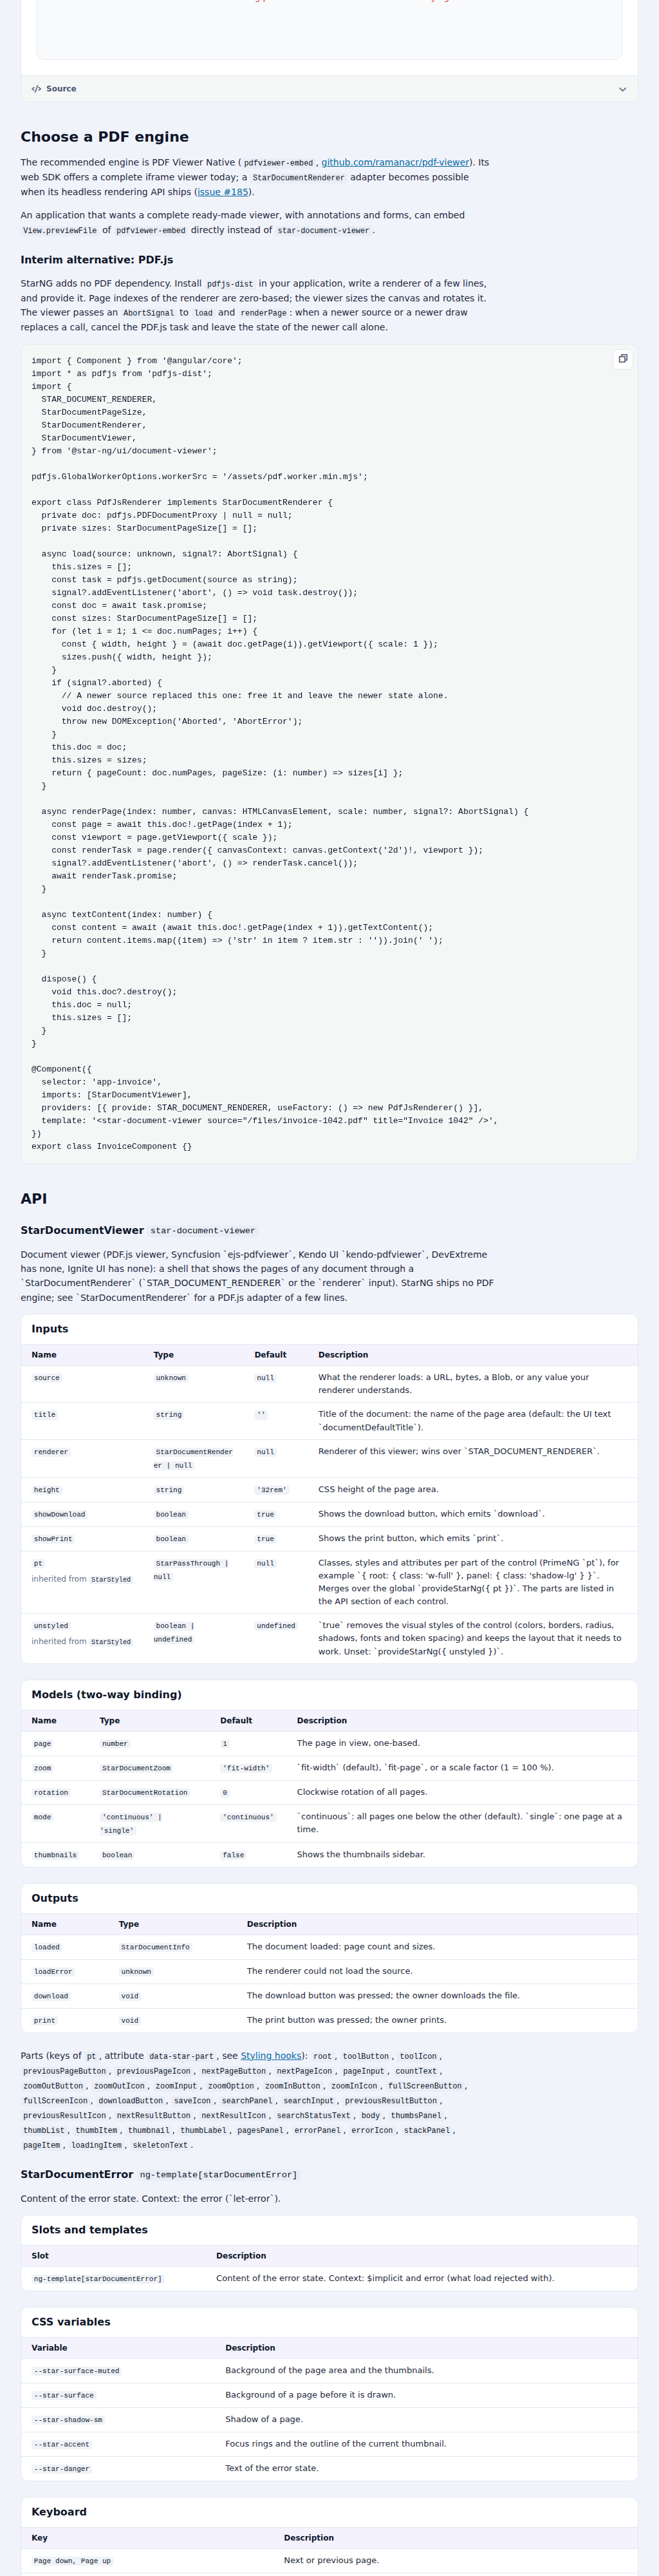 Source
Choose a PDF engine
The recommended engine is PDF Viewer Native ( pdfviewer-embed , github.com/ramanacr/pdf-viewer). Its
web SDK offers a complete iframe viewer today; a StarDocumentRenderer adapter becomes possible
when its headless rendering API ships (issue #185).
An application that wants a complete ready-made viewer, with annotations and forms, can embed
View.previewFile of pdfviewer-embed directly instead of star-document-viewer .
Interim alternative: PDF.js
StarNG adds no PDF dependency. Install pdfjs-dist in your application, write a renderer of a few lines,
and provide it. Page indexes of the renderer are zero-based; the viewer sizes the canvas and rotates it.
The viewer passes an AbortSignal to load and renderPage : when a newer source or a newer draw
replaces a call, cancel the PDF.js task and leave the state of the newer call alone.
import { Component } from '@angular/core';
import * as pdfjs from 'pdfjs-dist';
import {
  STAR_DOCUMENT_RENDERER,
  StarDocumentPageSize,
  StarDocumentRenderer,
  StarDocumentViewer,
} from '@star-ng/ui/document-viewer';
pdfjs.GlobalWorkerOptions.workerSrc = '/assets/pdf.worker.min.mjs';
export class PdfJsRenderer implements StarDocumentRenderer {
  private doc: pdfjs.PDFDocumentProxy | null = null;
  private sizes: StarDocumentPageSize[] = [];
  async load(source: unknown, signal?: AbortSignal) {
    this.sizes = [];
    const task = pdfjs.getDocument(source as string);
    signal?.addEventListener('abort', () => void task.destroy());
    const doc = await task.promise;
    const sizes: StarDocumentPageSize[] = [];
    for (let i = 1; i <= doc.numPages; i++) {
      const { width, height } = (await doc.getPage(i)).getViewport({ scale: 1 });
      sizes.push({ width, height });
    }
    if (signal?.aborted) {
      // A newer source replaced this one: free it and leave the newer state alone.
      void doc.destroy();
      throw new DOMException('Aborted', 'AbortError');
    }
    this.doc = doc;
    this.sizes = sizes;
    return { pageCount: doc.numPages, pageSize: (i: number) => sizes[i] };
  }
  async renderPage(index: number, canvas: HTMLCanvasElement, scale: number, signal?: AbortSignal) {
    const page = await this.doc!.getPage(index + 1);
    const viewport = page.getViewport({ scale });
    const renderTask = page.render({ canvasContext: canvas.getContext('2d')!, viewport });
    signal?.addEventListener('abort', () => renderTask.cancel());
    await renderTask.promise;
  }
  async textContent(index: number) {
    const content = await (await this.doc!.getPage(index + 1)).getTextContent();
    return content.items.map((item) => ('str' in item ? item.str : '')).join(' ');
  }
  dispose() {
    void this.doc?.destroy();
    this.doc = null;
    this.sizes = [];
  }
}
@Component({
  selector: 'app-invoice',
  imports: [StarDocumentViewer],
  providers: [{ provide: STAR_DOCUMENT_RENDERER, useFactory: () => new PdfJsRenderer() }],
  template: '<star-document-viewer source="/files/invoice-1042.pdf" title="Invoice 1042" />',
})
export class InvoiceComponent {}
API
StarDocumentViewer star-document-viewer
Document viewer (PDF.js viewer, Syncfusion `ejs-pdfviewer`, Kendo UI `kendo-pdfviewer`, DevExtreme
has none, Ignite UI has none): a shell that shows the pages of any document through a
`StarDocumentRenderer` (`STAR_DOCUMENT_RENDERER` or the `renderer` input). StarNG ships no PDF
engine; see `StarDocumentRenderer` for a PDF.js adapter of a few lines.
Inputs
Name Type Default Description
source unknown null What the renderer loads: a URL, bytes, a Blob, or any value your
renderer understands.
title string '' Title of the document: the name of the page area (default: the UI text
`documentDefaultTitle`).
renderer StarDocumentRender null Renderer of this viewer; wins over `STAR_DOCUMENT_RENDERER`.
er | null
height string '32rem' CSS height of the page area.
showDownload boolean true Shows the download button, which emits `download`.
showPrint boolean true Shows the print button, which emits `print`.
pt StarPassThrough | null Classes, styles and attributes per part of the control (PrimeNG `pt`), for
inherited from StarStyled null example `{ root: { class: 'w-full' }, panel: { class: 'shadow-lg' } }`.
Merges over the global `provideStarNg({ pt })`. The parts are listed in
the API section of each control.
unstyled boolean | undefined `true` removes the visual styles of the control (colors, borders, radius,
inherited from StarStyled undefined shadows, fonts and token spacing) and keeps the layout that it needs to
work. Unset: `provideStarNg({ unstyled })`.
Models (two-way binding)
Name Type Default Description
page number 1 The page in view, one-based.
zoom StarDocumentZoom 'fit-width' `fit-width` (default), `fit-page`, or a scale factor (1 = 100 %).
rotation StarDocumentRotation 0 Clockwise rotation of all pages.
mode 'continuous' | 'continuous' `continuous`: all pages one below the other (default). `single`: one page at a
'single' time.
thumbnails boolean false Shows the thumbnails sidebar.
Outputs
Name Type Description
loaded StarDocumentInfo The document loaded: page count and sizes.
loadError unknown The renderer could not load the source.
download void The download button was pressed; the owner downloads the file.
print void The print button was pressed; the owner prints.
Parts (keys of pt , attribute data-star-part , see Styling hooks): root , toolButton , toolIcon ,
previousPageButton , previousPageIcon , nextPageButton , nextPageIcon , pageInput , countText ,
zoomOutButton , zoomOutIcon , zoomInput , zoomOption , zoomInButton , zoomInIcon , fullScreenButton ,
fullScreenIcon , downloadButton , saveIcon , searchPanel , searchInput , previousResultButton ,
previousResultIcon , nextResultButton , nextResultIcon , searchStatusText , body , thumbsPanel ,
thumbList , thumbItem , thumbnail , thumbLabel , pagesPanel , errorPanel , errorIcon , stackPanel ,
pageItem , loadingItem , skeletonText .
StarDocumentError ng-template[starDocumentError]
Content of the error state. Context: the error (`let-error`).
Slots and templates
Slot Description
ng-template[starDocumentError] Content of the error state. Context: $implicit and error (what load rejected with).
CSS variables
Variable Description
--star-surface-muted Background of the page area and the thumbnails.
--star-surface Background of a page before it is drawn.
--star-shadow-sm Shadow of a page.
--star-accent Focus rings and the outline of the current thumbnail.
--star-danger Text of the error state.
Keyboard
Key Description
Page down, Page up Next or previous page.